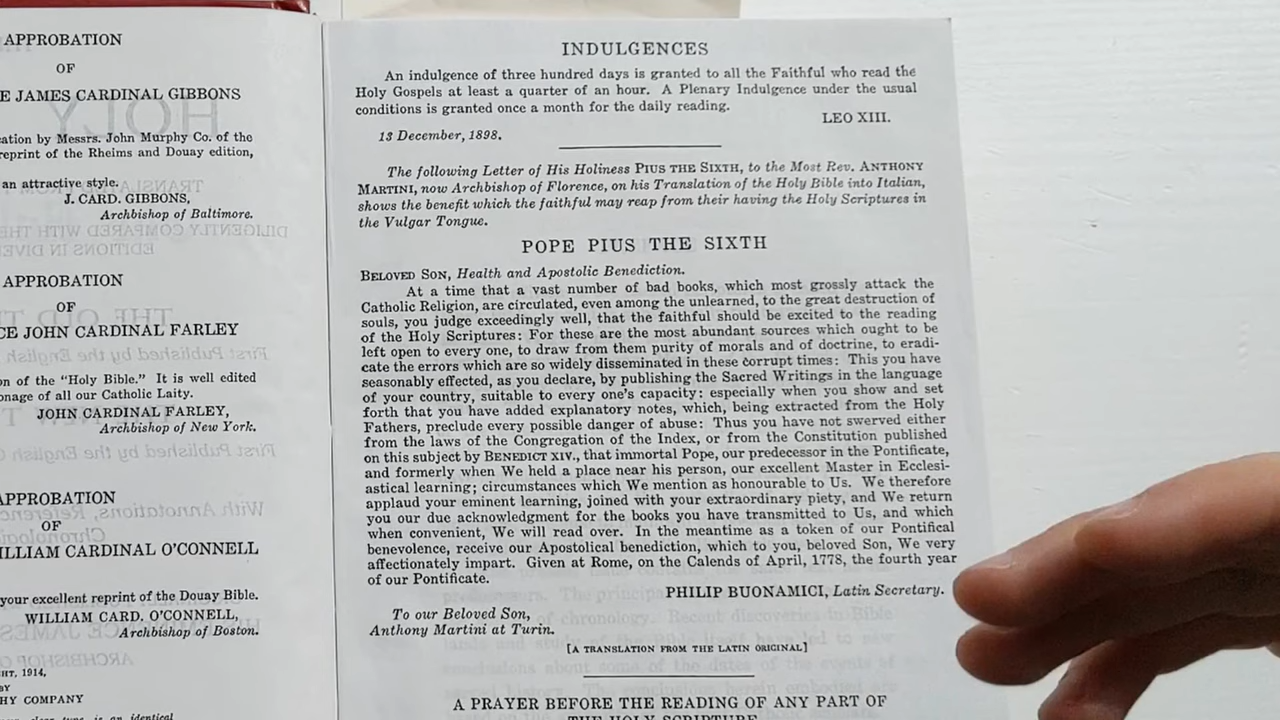 APPROBATION
OF
E JAMES CARDINAL GIBBONS
cation by Messrs. John Murphy Co. of the
reprint of the Rheims and Douay edition,
an attractive style.
J. CARD. GIBBONS,
Archbishop of Baltimore.
APPROBATION
OF
CE JOHN CARDINAL FARLEY
on of the "Holy Bible." It is well edited
onage of all our Catholic Laity.
JOHN CARDINAL FARLEY,
Archbishop of New York.
APPROBATION
OF
ILLIAM CARDINAL O'CONNELL
your excellent reprint of the Douay Bible.
WILLIAM CARD. O'CONNELL,
Archbishop of Boston.
HT, 1914,
BY
HY COMPANY
clear type is an identical
INDULGENCES
An indulgence of three hundred days is granted to all the Faithful who read the
Holy Gospels at least a quarter of an hour. A Plenary Indulgence under the usual
conditions is granted once a month for the daily reading.
LEO XIII.
13 December, 1898.
The following Letter of His Holiness PIUS THE SIXTH, to the Most Rev. ANTHONY
MARTINI, now Archbishop of Florence, on his Translation of the Holy Bible into Italian,
shows the benefit which the faithful may reap from their having the Holy Scriptures in
the Vulgar Tongue.
POPE PIUS THE SIXTH
BELOVED SON, Health and Apostolic Benediction.
At a time that a vast number of bad books, which most grossly attack the
Catholic Religion, are circulated, even among the unlearned, to the great destruction of
souls, you judge exceedingly well, that the faithful should be excited to the reading
of the Holy Scriptures: For these are the most abundant sources which ought to be
left open to every one, to draw from them purity of morals and of doctrine, to eradi-
cate the errors which are so widely disseminated in these corrupt times: This you have
seasonably effected, as you declare, by publishing the Sacred Writings in the language
of your country, suitable to every one's capacity: especially when you show and set
forth that you have added explanatory notes, which, being extracted from the Holy
Fathers, preclude every possible danger of abuse: Thus you have not swerved either
from the laws of the Congregation of the Index, or from the Constitution published
on this subject by BENEDICT XIV., that immortal Pope, our predecessor in the Pontificate,
and formerly when We held a place near his person, our excellent Master in Ecclesi-
astical learning; circumstances which We mention as honourable to Us. We therefore
applaud your eminent learning, joined with your extraordinary piety, and We return
you our due acknowledgment for the books you have transmitted to Us, and which
when convenient, We will read over. In the meantime as a token of our Pontifical
benevolence, receive our Apostolical benediction, which to you, beloved Son, We very
affectionately impart. Given at Rome, on the Calends of April, 1778, the fourth year
of our Pontificate.
PHILIP BUONAMICI, Latin Secretary.
To our Beloved Son,
Anthony Martini at Turin.
[A TRANSLATION FROM THE LATIN ORIGINAL]
A PRAYER BEFORE THE READING OF ANY PART OF
THE HOLY SCRIPTURE